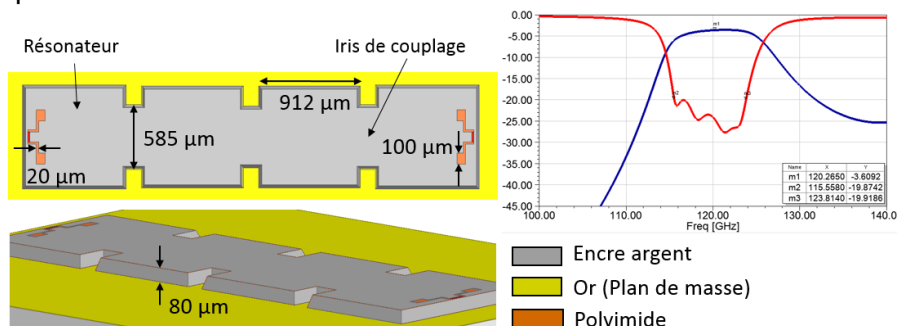 Résonateur
Iris de couplage
912 µm
585 µm
100 µm
20 µm
80 µm
0.00
-5.00
-10.00
-15.00
-20.00
-25.00
-30.00
-35.00
-40.00
-45.00
m1
m2
m3
Name X Y
m1 120.2650 -3.6092
m2 115.5580 -19.8742
m3 123.8140 -19.9186
100.00 110.00 120.00 130.00 140.0
Freq [GHz]
Encre argent
Or (Plan de masse)
Polyimide